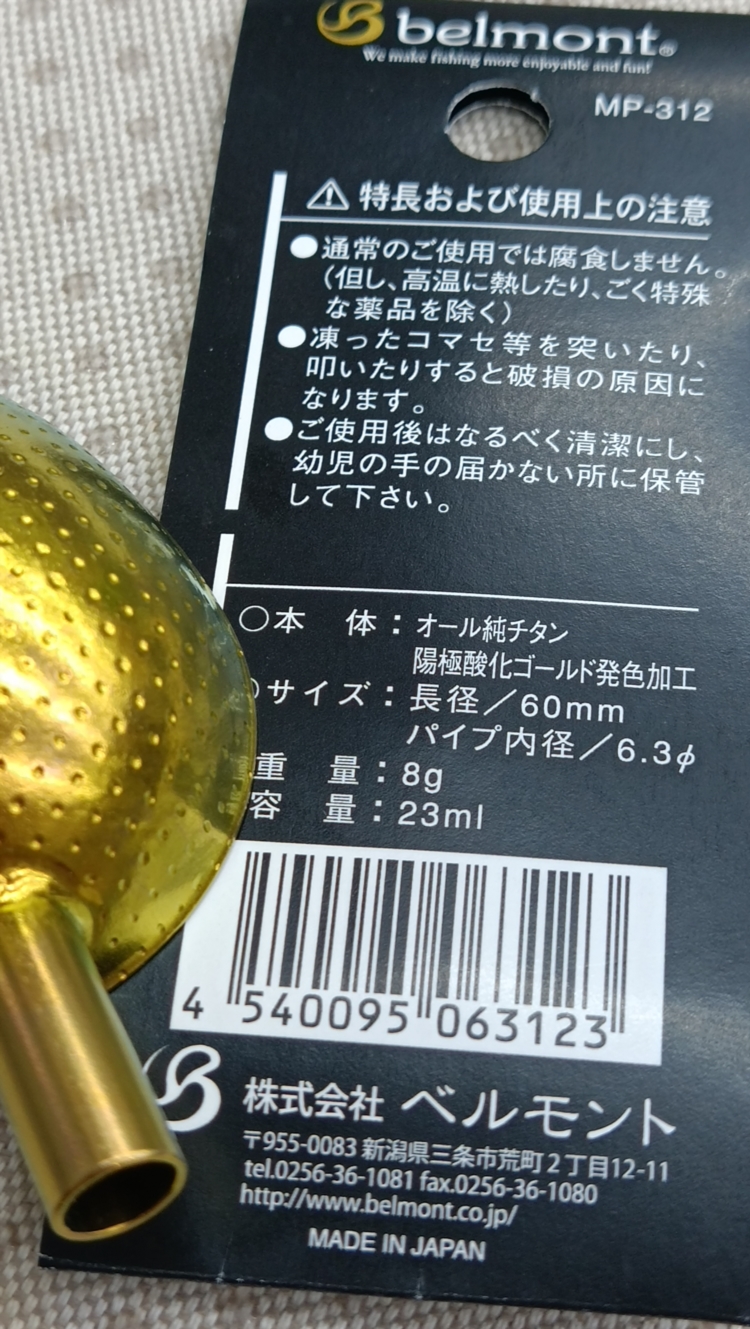 belmont®
We make fishing more enjoyable and fun!
MP-312
⚠ 特長および使用上の注意
●通常のご使用では腐食しません。
(但し、高温に熱したり、ごく特殊
な薬品を除く)
●凍ったコマセ等を突いたり、
叩いたりすると破損の原因に
なります。
●ご使用後はなるべく清潔にし、
幼児の手の届かない所に保管
して下さい。
○本 体：オール純チタン
陽極酸化ゴールド発色加工
○サイズ：長径／60mm
パイプ内径／6.3φ
重 量：8g
容 量：23ml
4 540095 063123
株式会社 ベルモント
〒955-0083 新潟県三条市荒町2丁目12-11
tel.0256-36-1081 fax.0256-36-1080
http://www.belmont.co.jp/
MADE IN JAPAN